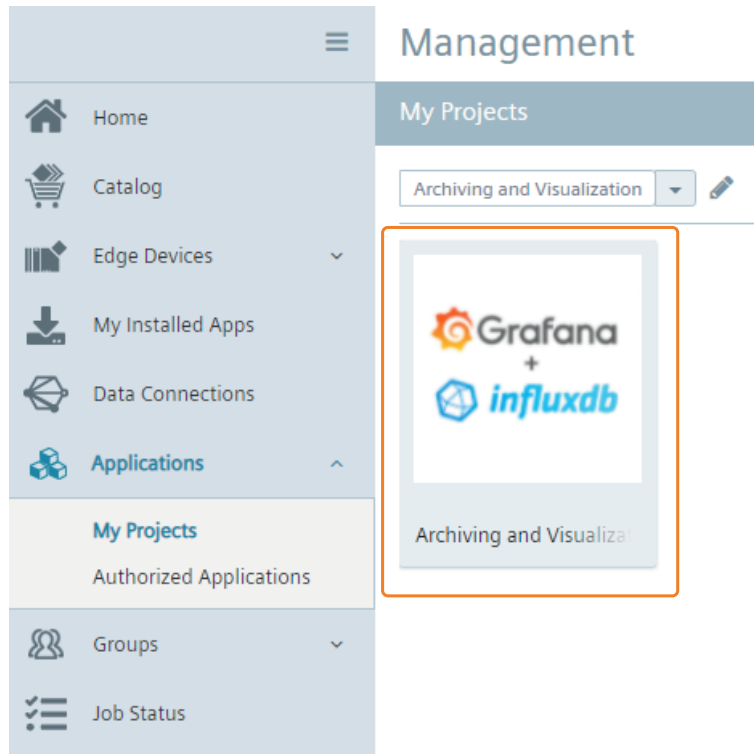 Management
Home
Catalog
Edge Devices
My Installed Apps
Data Connections
Applications
My Projects
Authorized Applications
Groups
Job Status
My Projects
Archiving and Visualization
Grafana
+
influxdb
Archiving and Visualiza